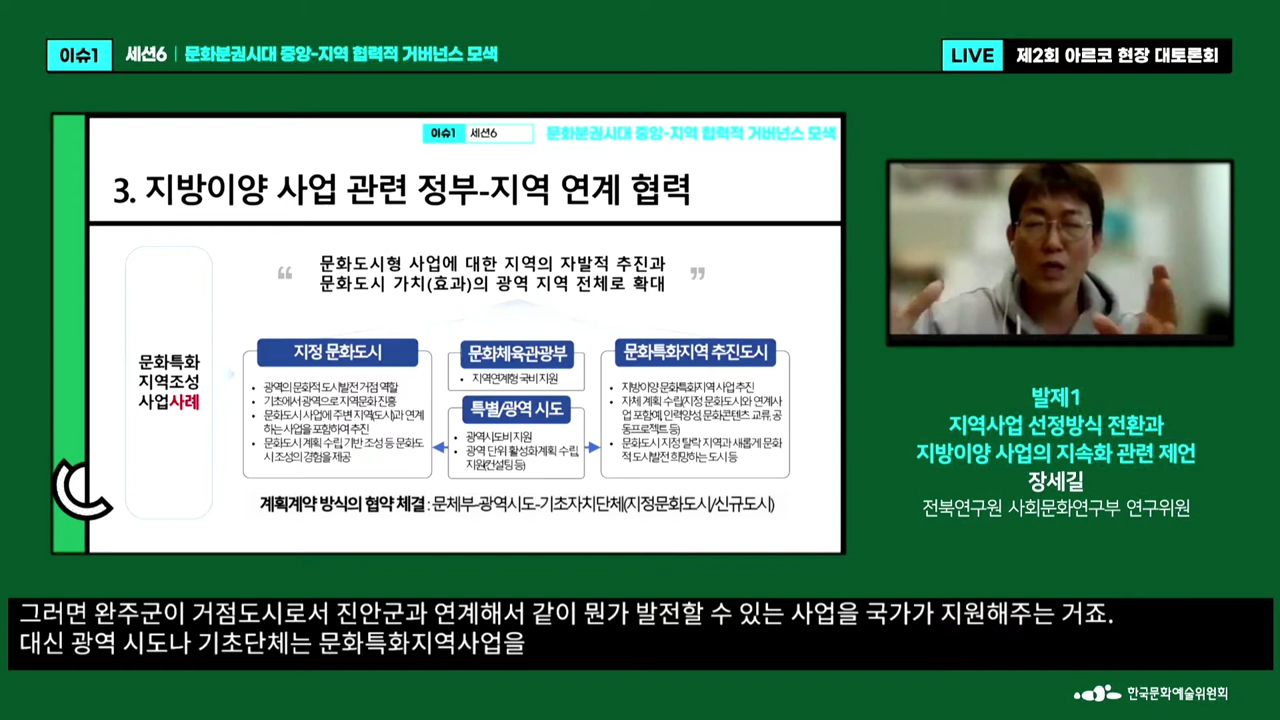 이슈1 세션6 | 문화분권시대 중앙-지역 협력적 거버넌스 모색
LIVE 제2회 아르코 현장 대토론회
이슈1 세션6 문화분권시대 중앙-지역 협력적 거버넌스 모색
3. 지방이양 사업 관련 정부-지역 연계 협력
“ 문화도시형 사업에 대한 지역의 자발적 추진과
문화도시 가치(효과)의 광역 지역 전체로 확대 ”
문화특화
지역조성
사업사례
지정 문화도시
• 광역의 문화적 도시발전 거점 역할
• 기초에서 광역으로 지역문화 진흥
• 문화도시 사업에 주변 지역(도시)과 연계
하는 사업을 포함하여 추진
• 문화도시 계획 수립, 기반 조성 등 문화도
시 조성의 경험을 제공
문화체육관광부
• 지역연계형 국비 지원
특별/광역 시도
• 광역시도비 지원
• 광역 단위 활성화계획 수립,
지원(컨설팅 등)
문화특화지역 추진도시
• 지방이양 문화특화지역 사업 추진
• 자체 계획 수립(지정 문화도시와 연계사
업 포함)예, 인력양성, 문화콘텐츠 교류, 공
동프로젝트 등)
• 문화도시 지정 탈락 지역과 새롭게 문화
적 도시발전 희망하는 도시 등
계획계약 방식의 협약 체결 : 문체부-광역시도-기초자치단체(지정문화도시/신규도시)
발제1
지역사업 선정방식 전환과
지방이양 사업의 지속화 관련 제언
장세길
전북연구원 사회문화연구부 연구위원
그러면 완주군이 거점도시로서 진안군과 연계해서 같이 뭔가 발전할 수 있는 사업을 국가가 지원해주는 거죠.
대신 광역 시도나 기초단체는 문화특화지역사업을
한국문화예술위원회